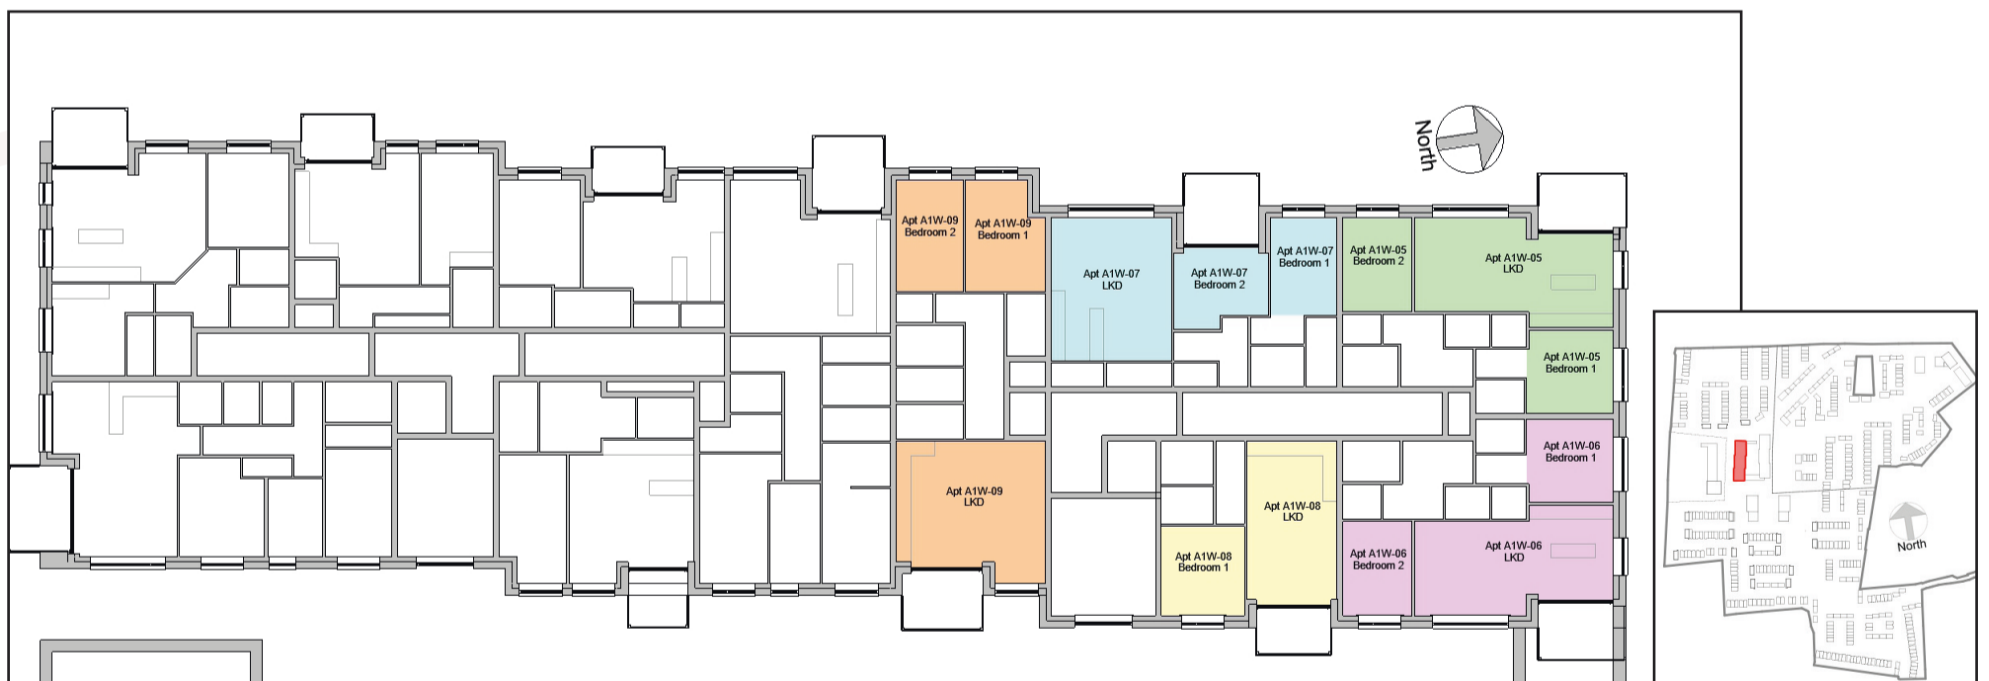 North
Apt A1W-09
Bedroom 2
Apt A1W-09
Bedroom 1
Apt A1W-07
LKD
Apt A1W-07
Bedroom 2
Apt A1W-07
Bedroom 1
Apt A1W-05
Bedroom 2
Apt A1W-05
LKD
Apt A1W-05
Bedroom 1
Apt A1W-06
Bedroom 1
Apt A1W-09
LKD
Apt A1W-08
LKD
Apt A1W-08
Bedroom 1
Apt A1W-06
Bedroom 2
Apt A1W-06
LKD
North